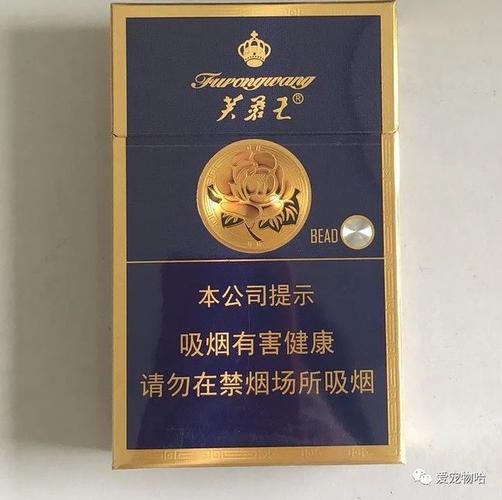 Furongwang
芙蓉王®
BEAD
本公司提示
吸烟有害健康
请勿在禁烟场所吸烟
爱宠物哈